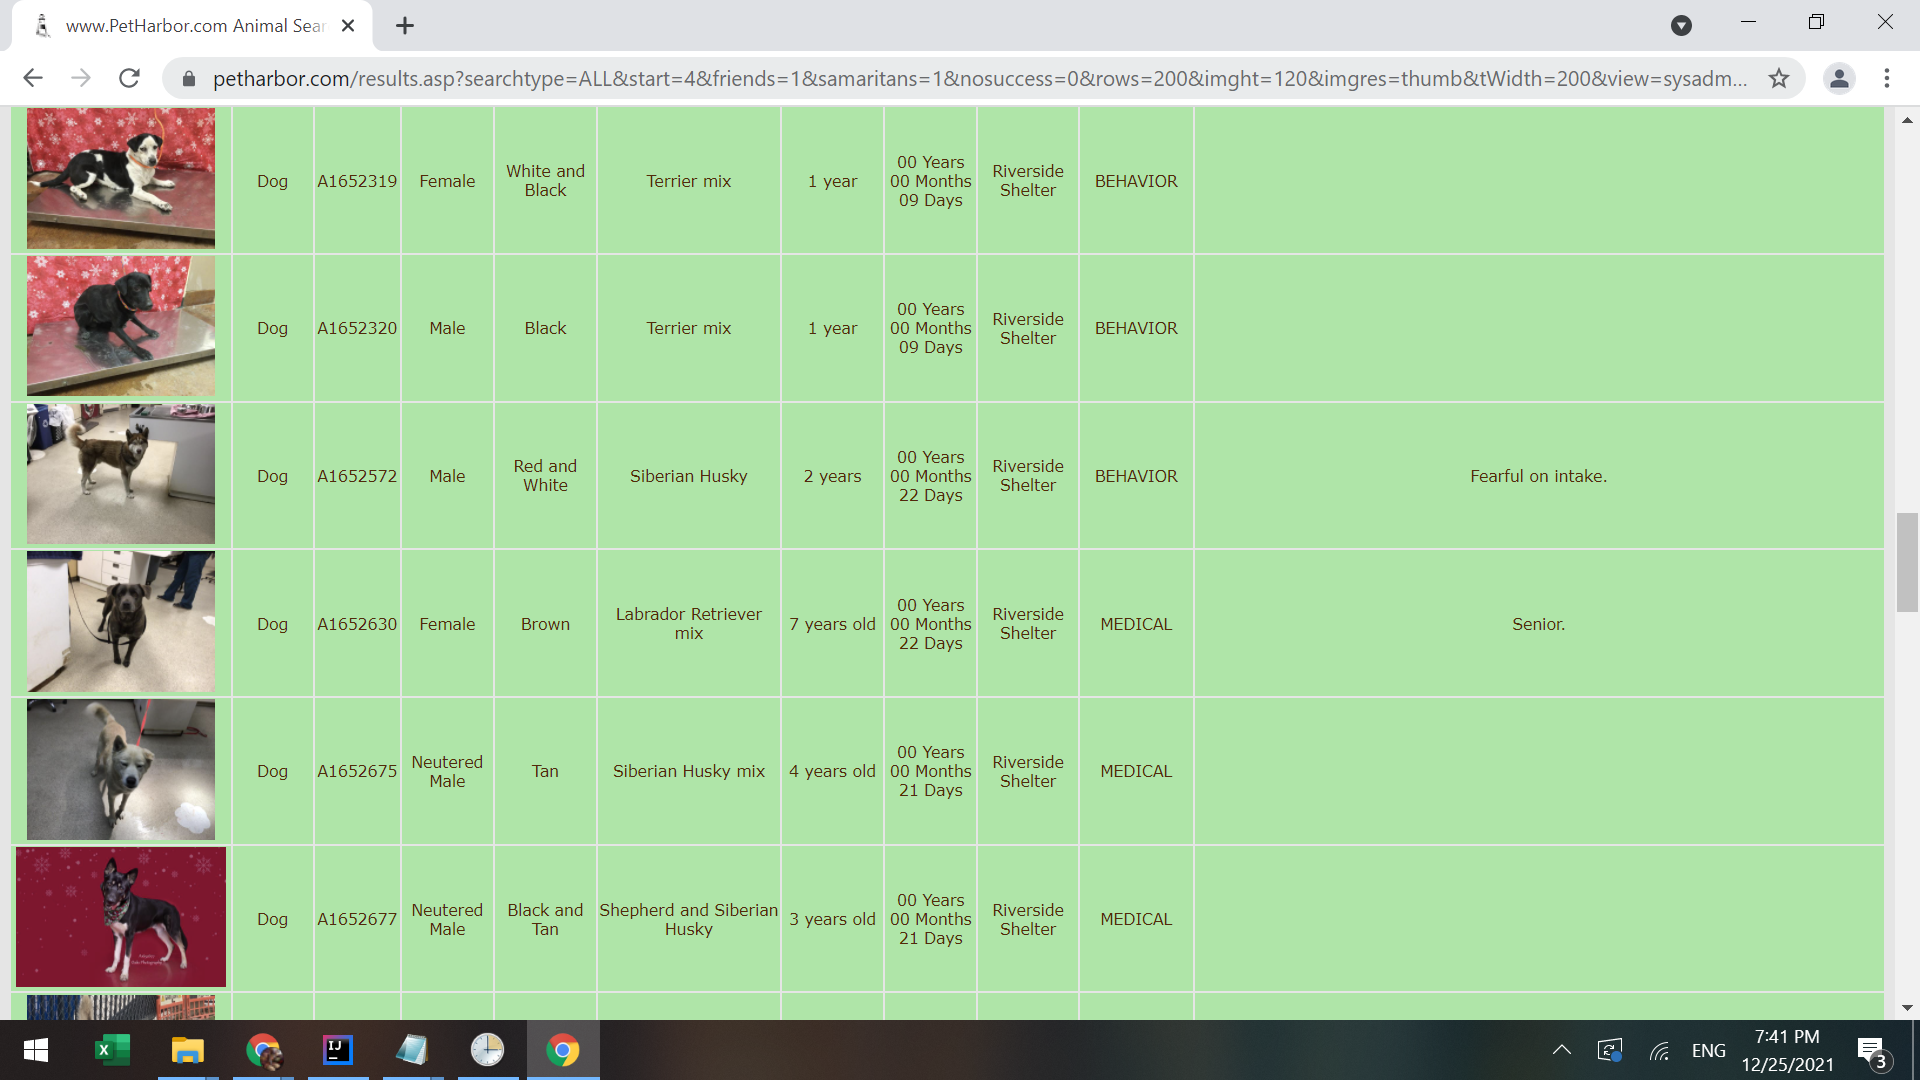 www.PetHarbor.com Animal Sear
petharbor.com/results.asp?searchtype=ALL&start=4&friends=1&samaritans=1&nosuccess=0&rows=200&imght=120&imgres=thumb&tWidth=200&view=sysadm...
Dog
A1652319
Female
White and
Black
Terrier mix
1 year
00 Years
00 Months
09 Days
Riverside
Shelter
BEHAVIOR
Dog
A1652320
Male
Black
Terrier mix
1 year
00 Years
00 Months
09 Days
Riverside
Shelter
BEHAVIOR
Dog
A1652572
Male
Red and
White
Siberian Husky
2 years
00 Years
00 Months
22 Days
Riverside
Shelter
BEHAVIOR
Fearful on intake.
Dog
A1652630
Female
Brown
Labrador Retriever
mix
7 years old
00 Years
00 Months
22 Days
Riverside
Shelter
MEDICAL
Senior.
Dog
A1652675
Neutered
Male
Tan
Siberian Husky mix
4 years old
00 Years
00 Months
21 Days
Riverside
Shelter
MEDICAL
Dog
A1652677
Neutered
Male
Black and
Tan
Shepherd and Siberian
Husky
3 years old
00 Years
00 Months
21 Days
Riverside
Shelter
MEDICAL
IJ
ENG
7:41 PM
12/25/2021
3